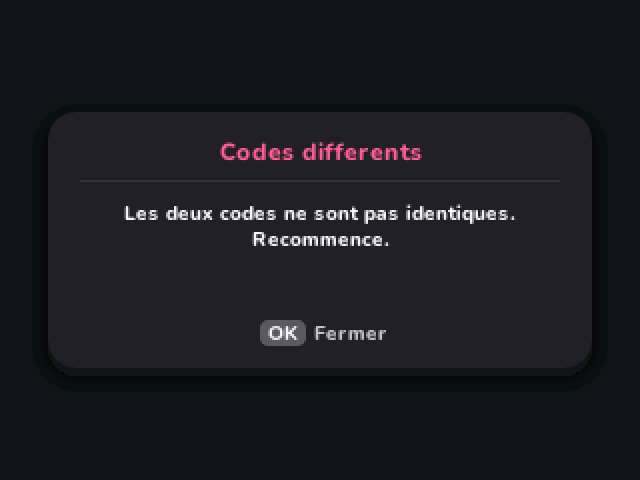 Codes differents
Les deux codes ne sont pas identiques.
Recommence.
OK Fermer